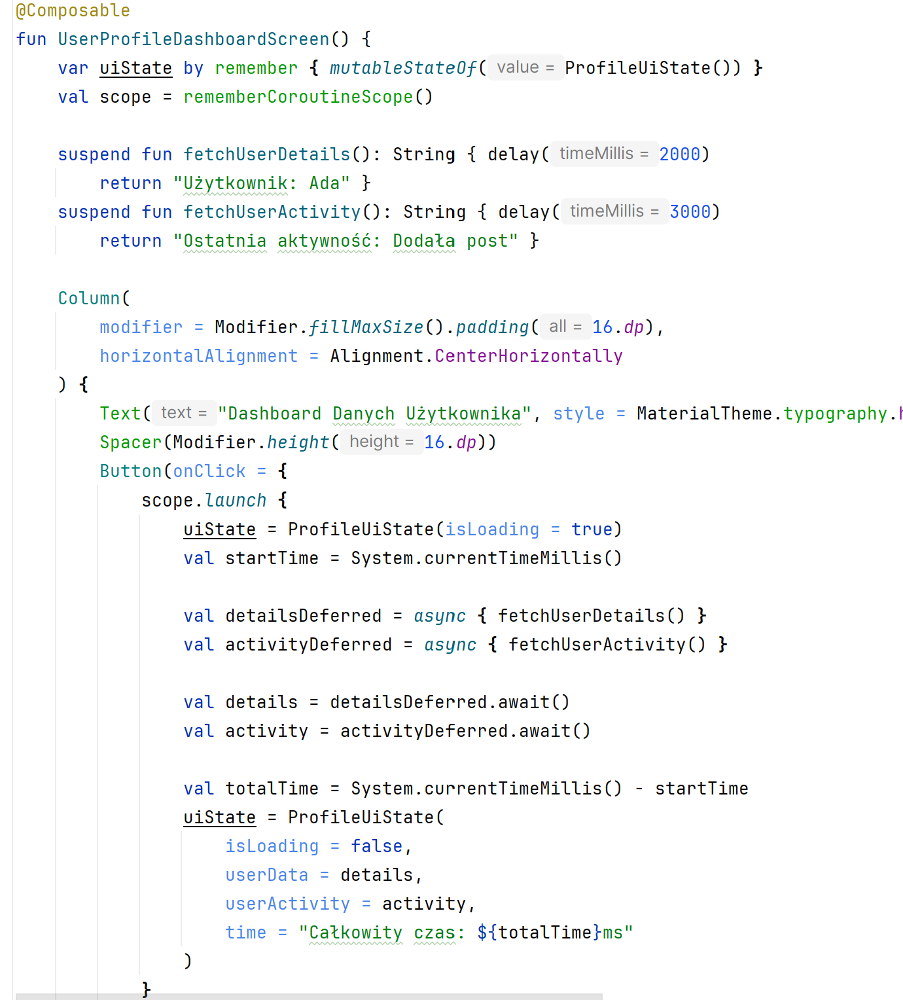 @Composable
fun UserProfileDashboardScreen() {
var uiState by remember { mutableStateOf( value = ProfileUiState()) }
val scope = rememberCoroutineScope()
suspend fun fetchUserDetails(): String { delay( timeMillis = 2000)
return "Użytkownik: Ada" }
suspend fun fetchUserActivity(): String { delay( timeMillis = 3000)
return "Ostatnia aktywność: Dodała post" }
Column(
modifier = Modifier.fillMaxSize().padding( all = 16.dp),
horizontalAlignment = Alignment.CenterHorizontally
) {
Text( text = "Dashboard Danych Użytkownika", style = MaterialTheme.typography.
Spacer(Modifier.height( height = 16.dp))
Button(onClick = {
scope.launch {
uiState = ProfileUiState(isLoading = true)
val startTime = System.currentTimeMillis()
val detailsDeferred = async { fetchUserDetails() }
val activityDeferred = async { fetchUserActivity() }
val details = detailsDeferred.await()
val activity = activityDeferred.await()
val totalTime = System.currentTimeMillis() - startTime
uiState = ProfileUiState(
isLoading = false,
userData = details,
userActivity = activity,
time = "Całkowity czas: ${totalTime}ms"
)
}